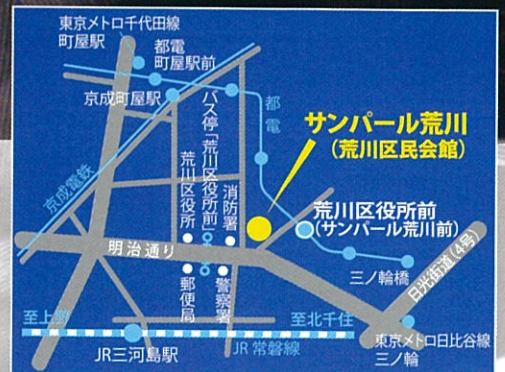 東京メトロ千代田線
町屋駅
都電
町屋駅前
京成町屋駅
都電
サンパール荒川
(荒川区民会館)
京成電鉄
バス停「荒川区役所前」
荒川区役所
消防署
荒川区役所前
(サンパール荒川前)
明治通り
日光街道(4号)
三ノ輪橋
郵便局
警察署
至上野
至北千住
JR三河島駅
JR 常磐線
東京メトロ日比谷線
三ノ輪